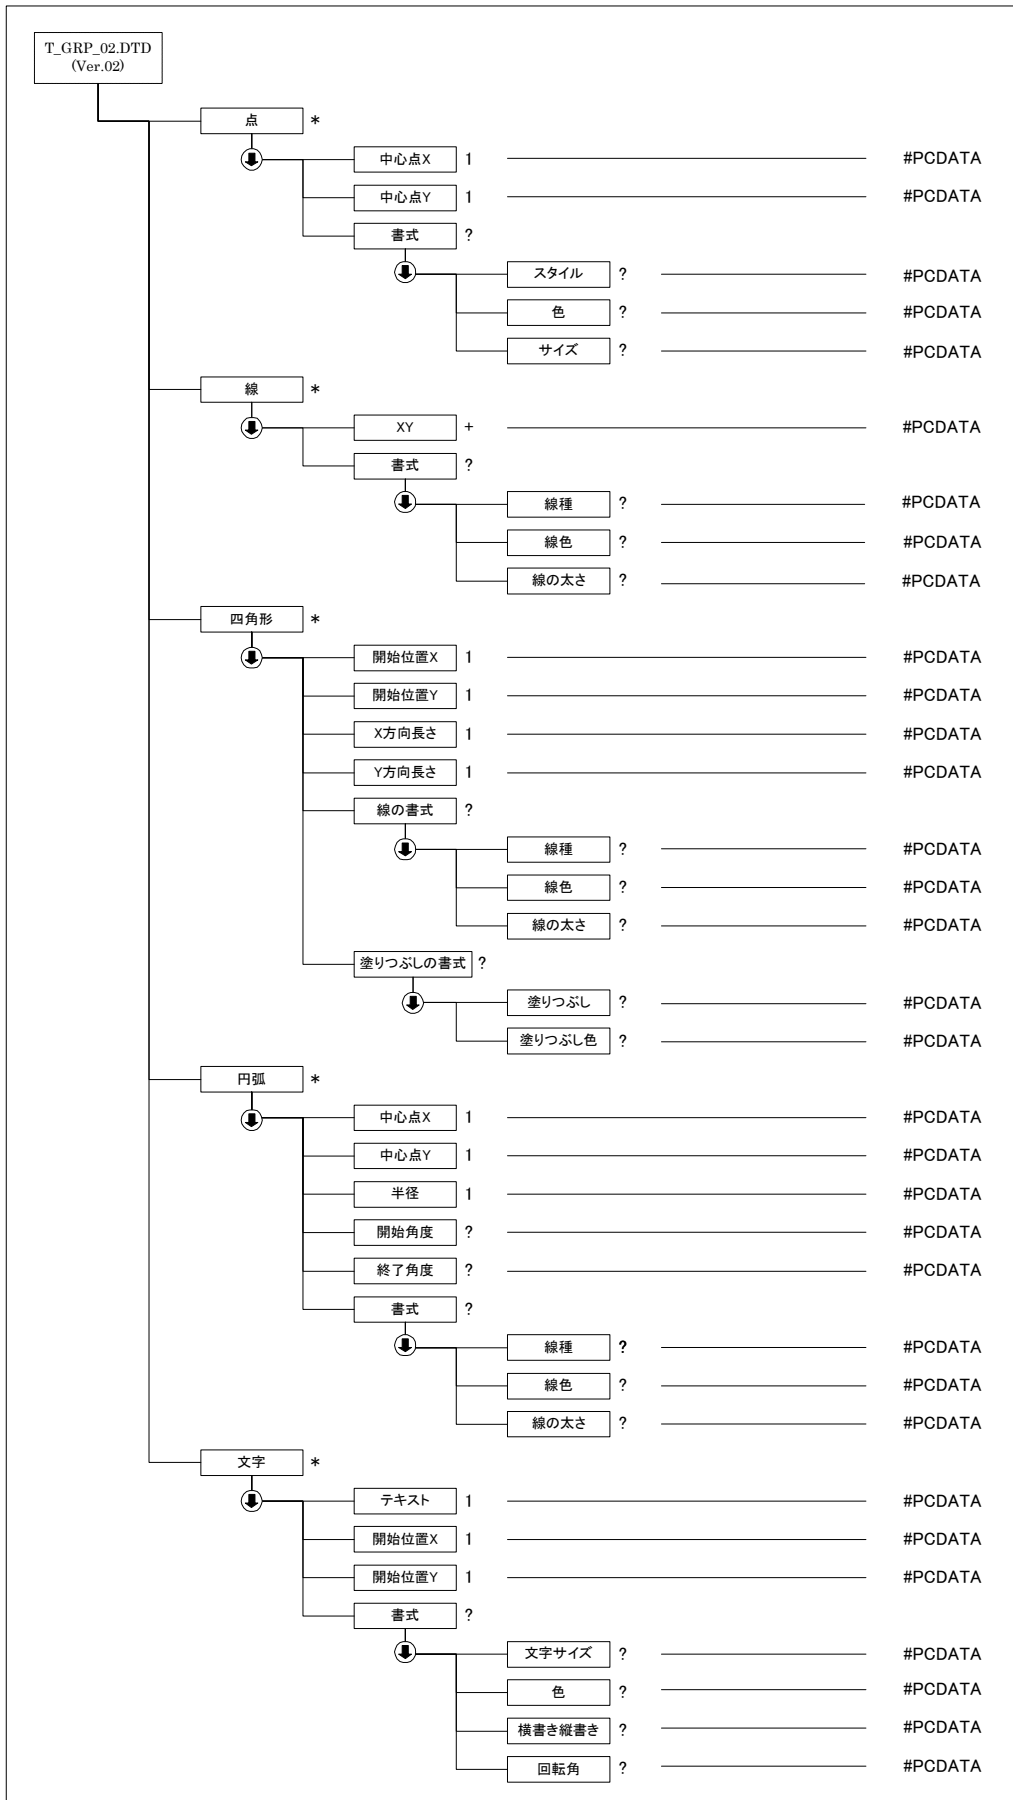 T_GRP_02.DTD
(Ver.02)
点 *
中心点X 1 #PCDATA
中心点Y 1 #PCDATA
書式 ?
スタイル ? #PCDATA
色 ? #PCDATA
サイズ ? #PCDATA
線 *
XY + #PCDATA
書式 ?
線種 ? #PCDATA
線色 ? #PCDATA
線の太さ ? #PCDATA
四角形 *
開始位置X 1 #PCDATA
開始位置Y 1 #PCDATA
X方向長さ 1 #PCDATA
Y方向長さ 1 #PCDATA
線の書式 ?
線種 ? #PCDATA
線色 ? #PCDATA
線の太さ ? #PCDATA
塗りつぶしの書式 ?
塗りつぶし ? #PCDATA
塗りつぶし色 ? #PCDATA
円弧 *
中心点X 1 #PCDATA
中心点Y 1 #PCDATA
半径 1 #PCDATA
開始角度 ? #PCDATA
終了角度 ? #PCDATA
書式 ?
線種 ? #PCDATA
線色 ? #PCDATA
線の太さ ? #PCDATA
文字 *
テキスト 1 #PCDATA
開始位置X 1 #PCDATA
開始位置Y 1 #PCDATA
書式 ?
文字サイズ ? #PCDATA
色 ? #PCDATA
横書き縦書き ? #PCDATA
回転角 ? #PCDATA